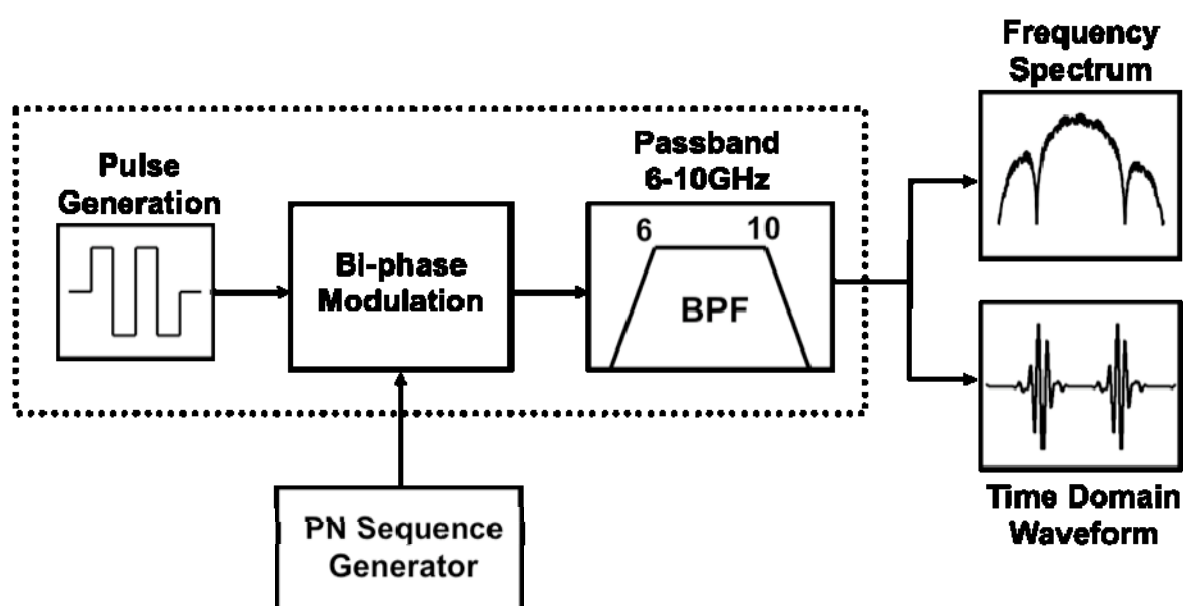 Frequency
Spectrum
Pulse
Generation
Passband
6-10GHz
Bi-phase
Modulation
6
10
BPF
PN Sequence
Generator
Time Domain
Waveform